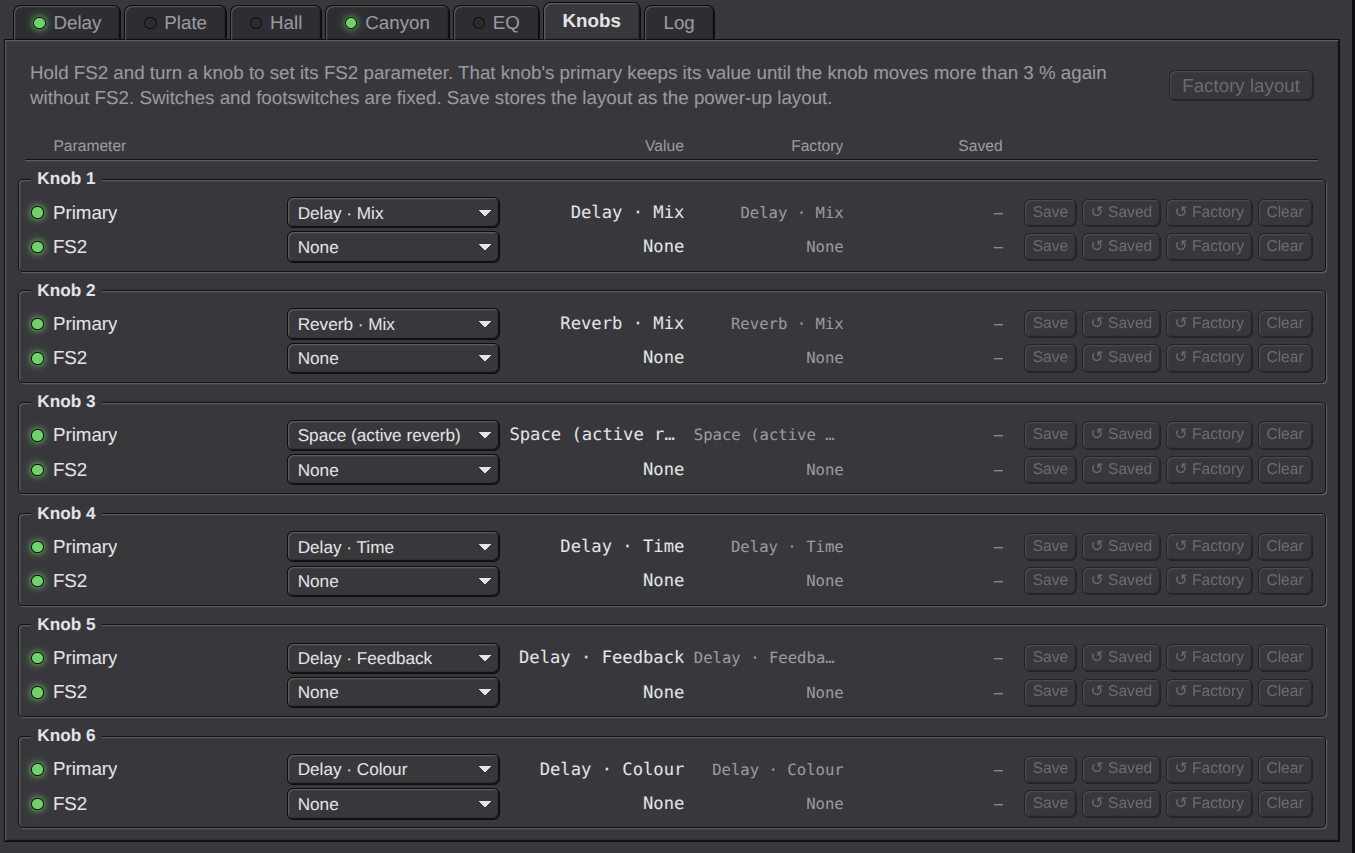 Delay Plate Hall Canyon EQ Knobs Log
Hold FS2 and turn a knob to set its FS2 parameter. That knob's primary keeps its value until the knob moves more than 3 % again
without FS2. Switches and footswitches are fixed. Save stores the layout as the power-up layout.
Factory layout
Parameter Value Factory Saved
Knob 1
Primary Delay · Mix Delay · Mix Delay · Mix – Save ↺ Saved ↺ Factory Clear
FS2 None None None – Save ↺ Saved ↺ Factory Clear
Knob 2
Primary Reverb · Mix Reverb · Mix Reverb · Mix – Save ↺ Saved ↺ Factory Clear
FS2 None None None – Save ↺ Saved ↺ Factory Clear
Knob 3
Primary Space (active reverb) Space (active r… Space (active … – Save ↺ Saved ↺ Factory Clear
FS2 None None None – Save ↺ Saved ↺ Factory Clear
Knob 4
Primary Delay · Time Delay · Time Delay · Time – Save ↺ Saved ↺ Factory Clear
FS2 None None None – Save ↺ Saved ↺ Factory Clear
Knob 5
Primary Delay · Feedback Delay · Feedback Delay · Feedba… – Save ↺ Saved ↺ Factory Clear
FS2 None None None – Save ↺ Saved ↺ Factory Clear
Knob 6
Primary Delay · Colour Delay · Colour Delay · Colour – Save ↺ Saved ↺ Factory Clear
FS2 None None None – Save ↺ Saved ↺ Factory Clear